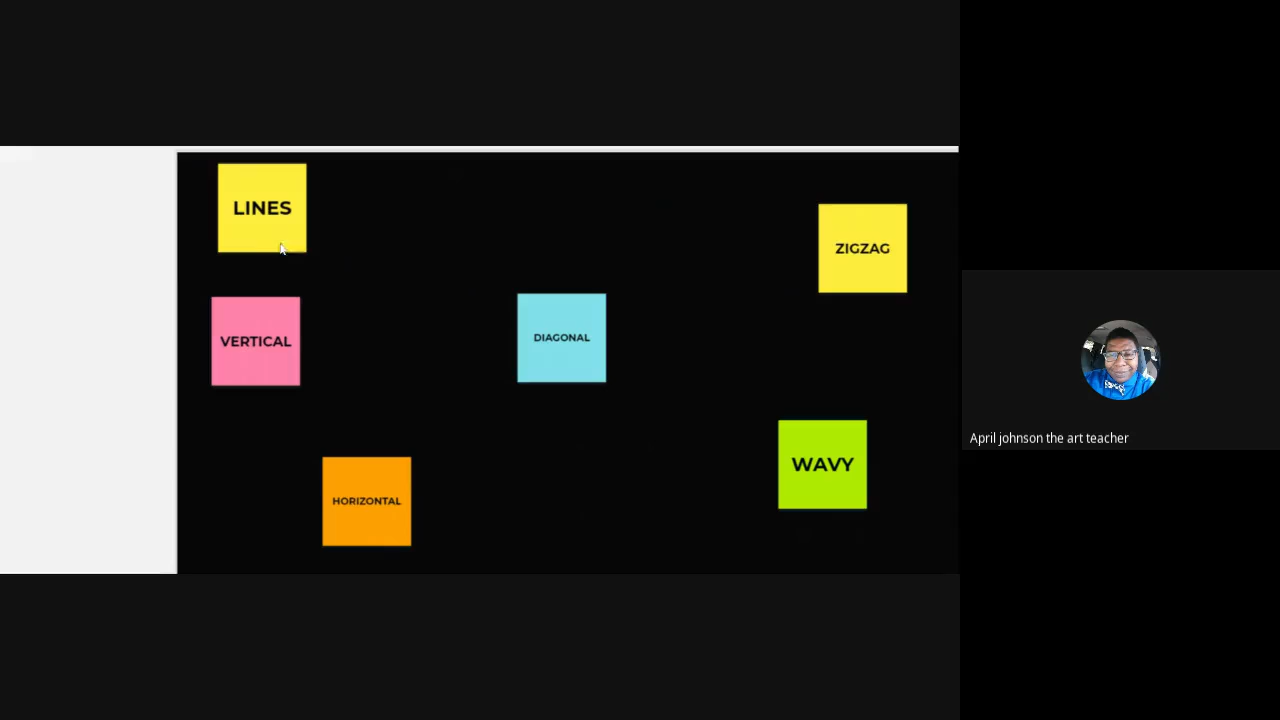 LINES
ZIGZAG
VERTICAL
DIAGONAL
WAVY
HORIZONTAL
April johnson the art teacher